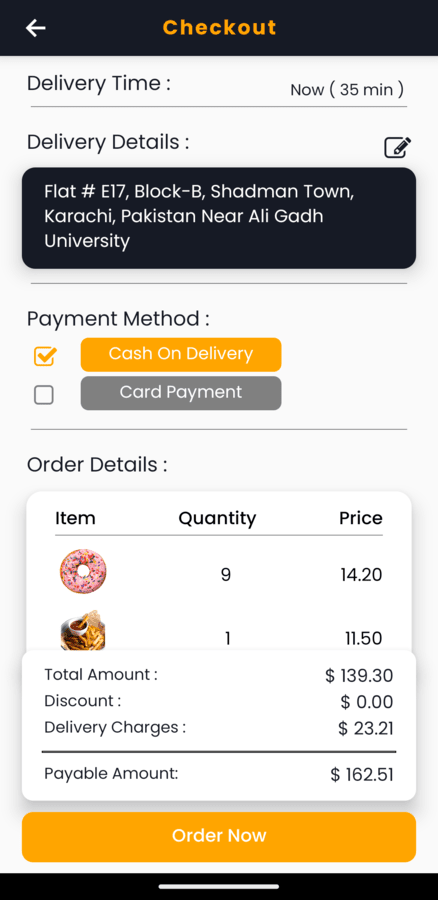 Checkout
Delivery Time :
Now ( 35 min )
Delivery Details :
Flat # E17, Block-B, Shadman Town,
Karachi, Pakistan Near Ali Gadh
University
Payment Method :
Cash On Delivery
Card Payment
Order Details :
Item Quantity Price
9 14.20
1 11.50
Total Amount : $ 139.30
Discount : $ 0.00
Delivery Charges : $ 23.21
Payable Amount: $ 162.51
Order Now